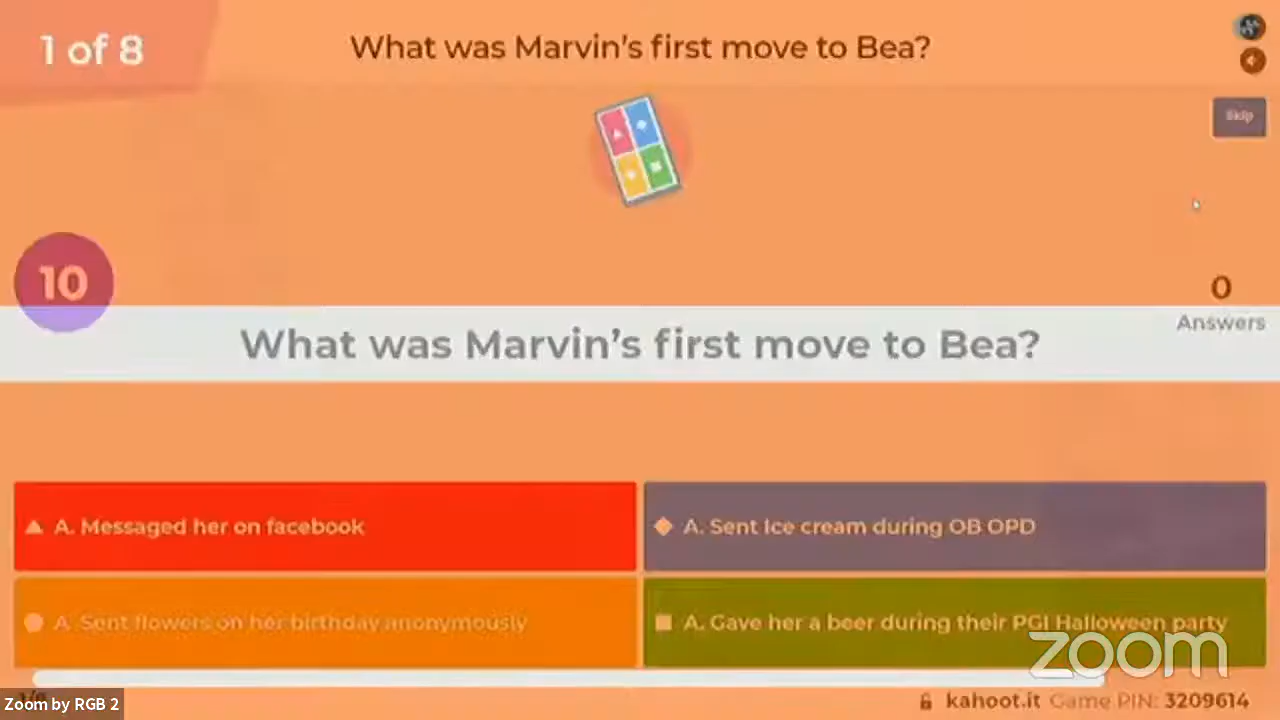 1 of 8
What was Marvin's first move to Bea?
Skip
10
0
Answers
What was Marvin's first move to Bea?
A. Messaged her on facebook
A. Sent Ice cream during OB OPD
A. Sent flowers on her birthday anonymously
A. Gave her a beer during their PGI Halloween party
zoom
Zoom by RGB 2
kahoot.it Game PIN: 3209614